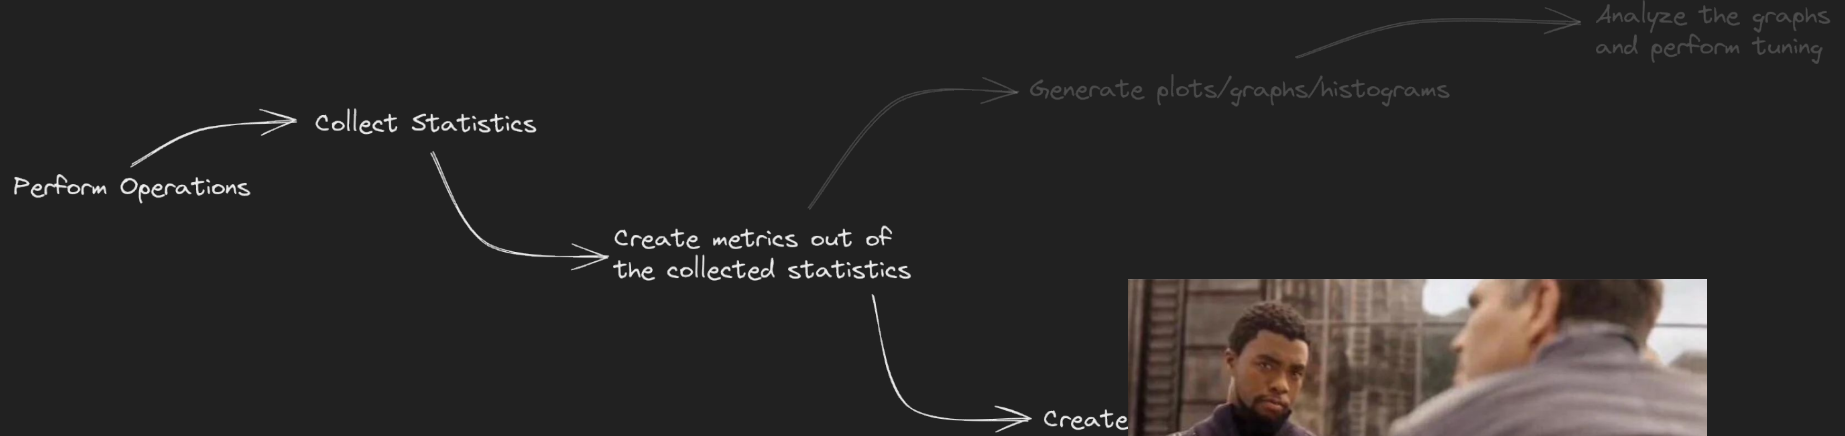 Analyze the graphs
and perform tuning
Generate plots/graphs/histograms
Collect Statistics
Perform Operations
Create metrics out of
the collected statistics
Create